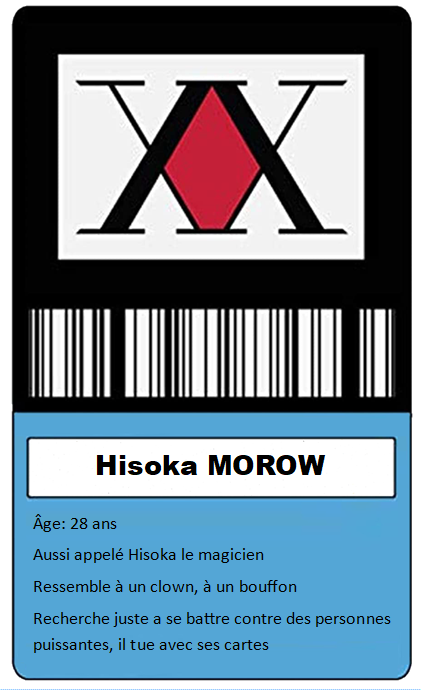 Hisoka MOROW
Âge: 28 ans
Aussi appelé Hisoka le magicien
Ressemble à un clown, à un bouffon
Recherche juste a se battre contre des personnes
puissantes, il tue avec ses cartes